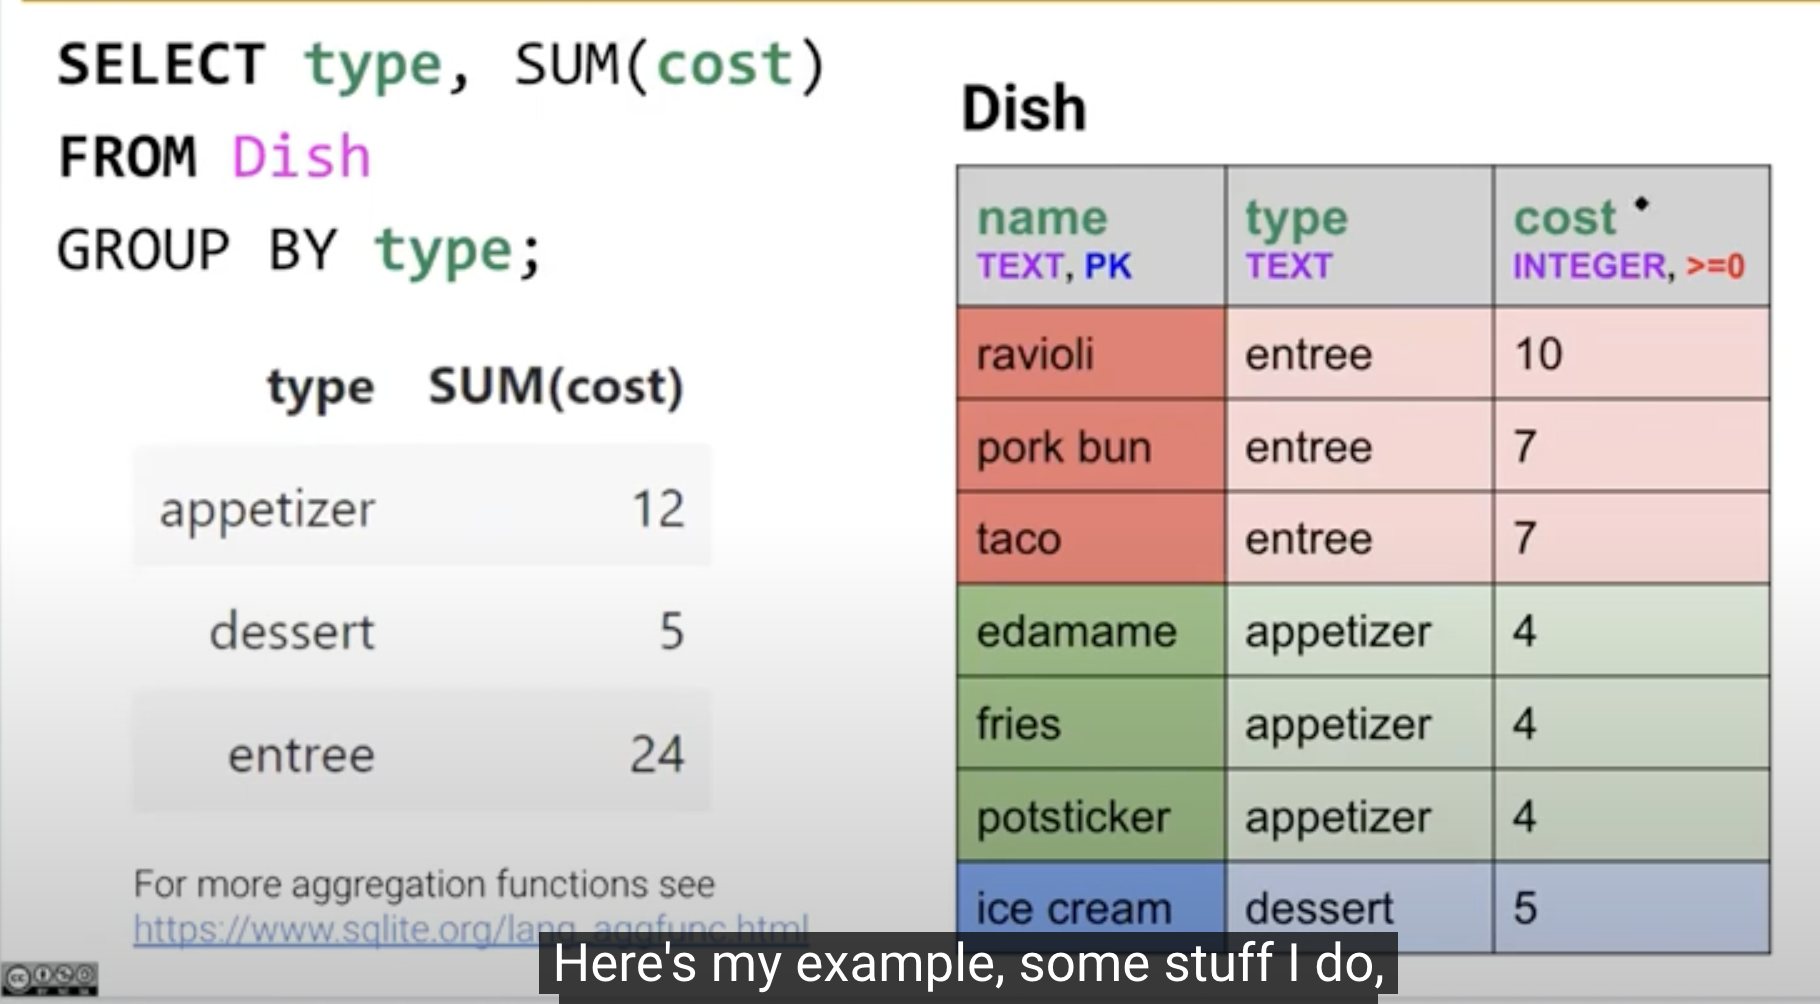 SELECT type, SUM(cost)
FROM Dish
GROUP BY type;
type SUM(cost)
appetizer 12
dessert 5
entree 24
For more aggregation functions see
https://www.sqlite.org/lang_aggfunc.html
Dish
name type cost
TEXT, PK TEXT INTEGER, >=0
ravioli entree 10
pork bun entree 7
taco entree 7
edamame appetizer 4
fries appetizer 4
potsticker appetizer 4
ice cream dessert 5
Here's my example, some stuff I do,